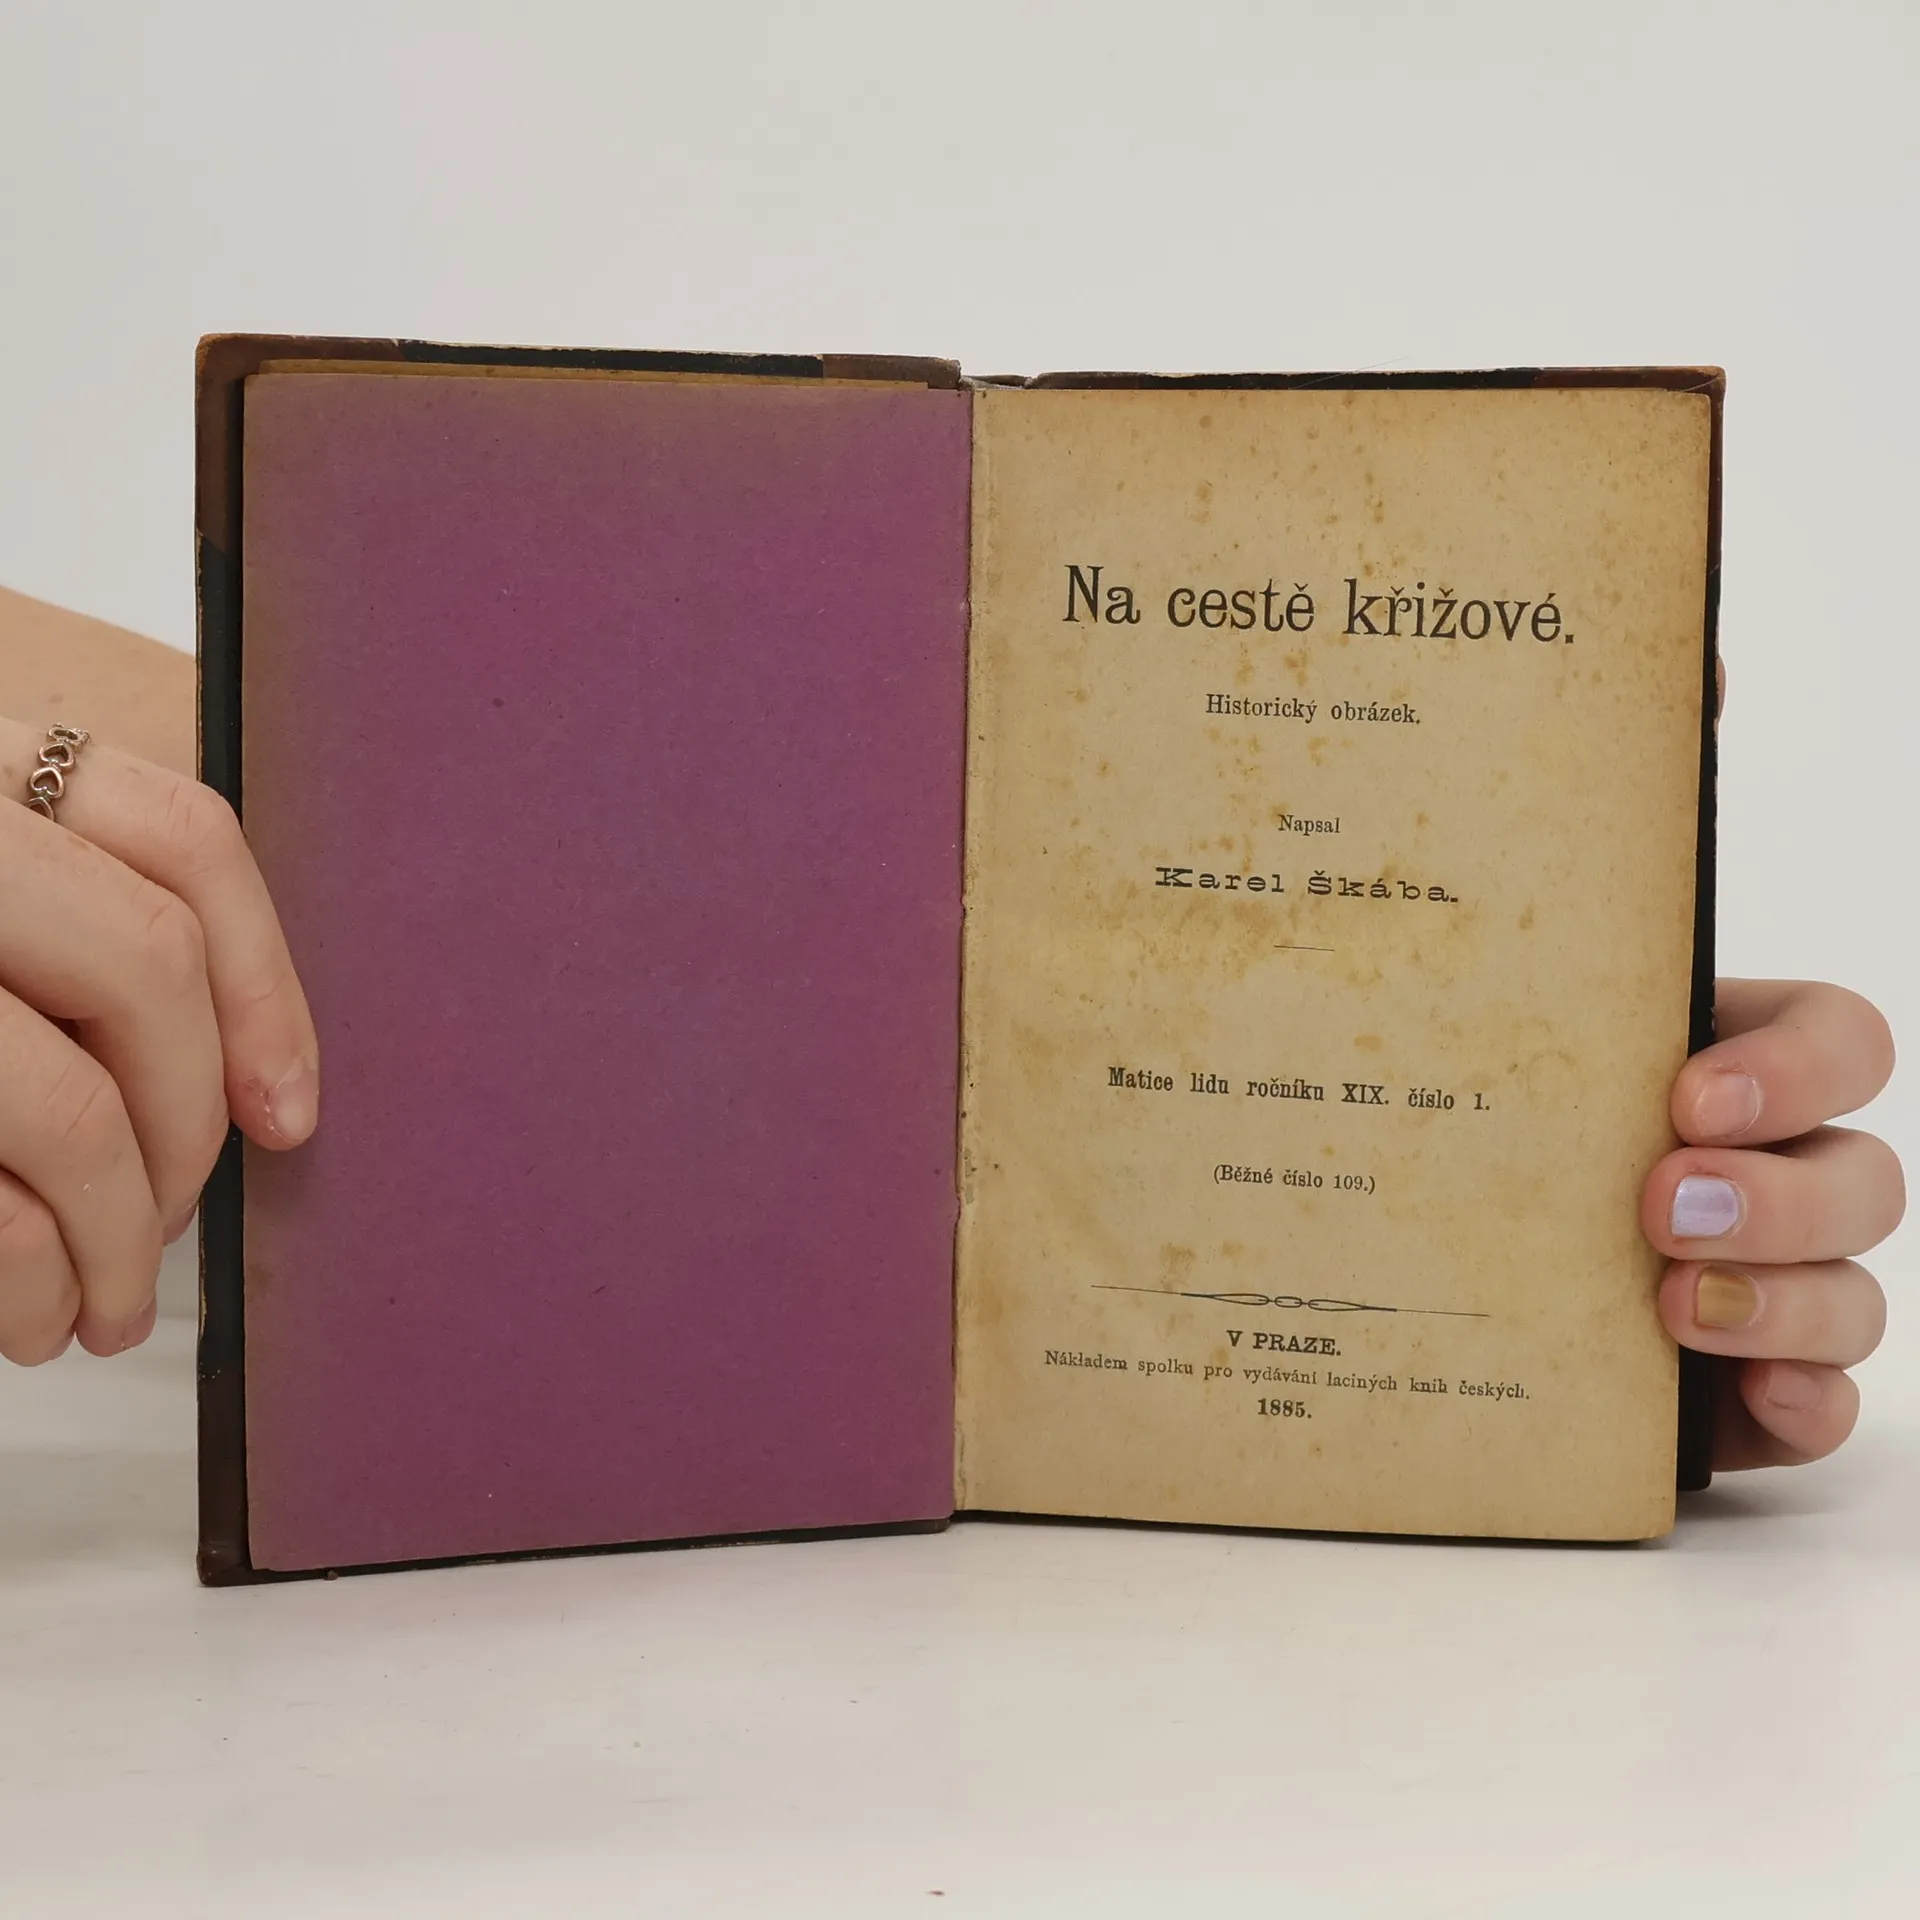 Na cestě křižové.
Historický obrázek.
Napsal
Karel Škába.
Matice lidu ročníku XIX. číslo 1.
(Běžné číslo 109.)
V PRAZE.
Nákladem spolku pro vydávání laciných knih českých.
1885.